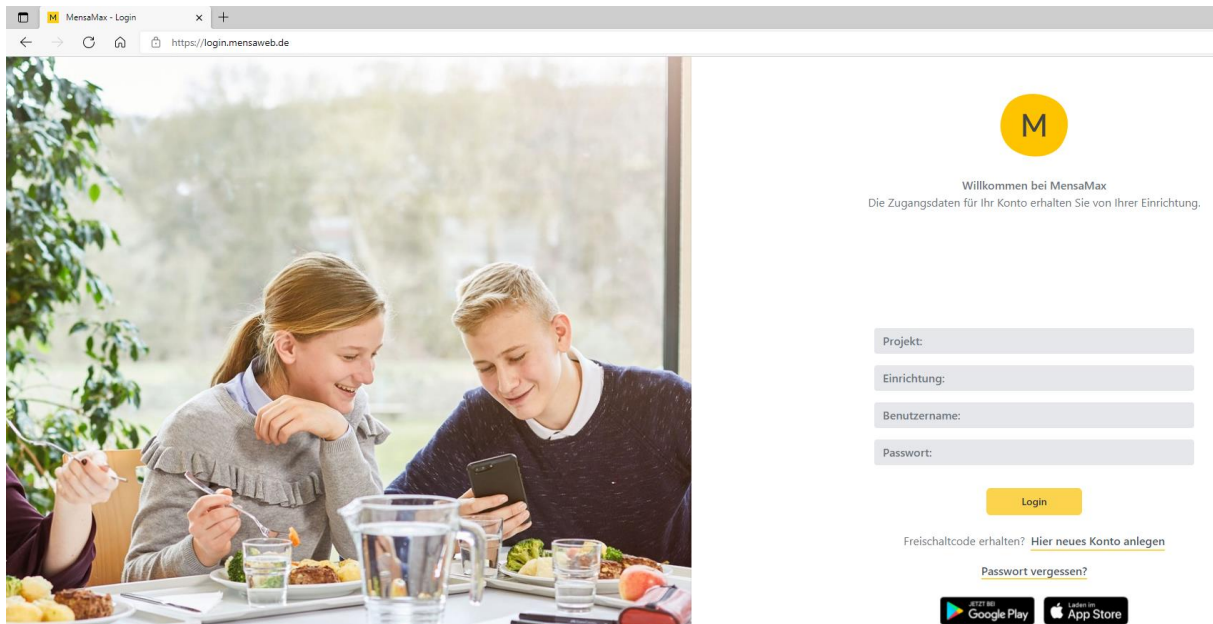 M MensaMax - Login
https://login.mensaweb.de
M
Willkommen bei MensaMax
Die Zugangsdaten für Ihr Konto erhalten Sie von Ihrer Einrichtung.
Projekt:
Einrichtung:
Benutzername:
Passwort:
Login
Freischaltcode erhalten? Hier neues Konto anlegen
Passwort vergessen?
JETZT BEI
Google Play
Laden im
App Store